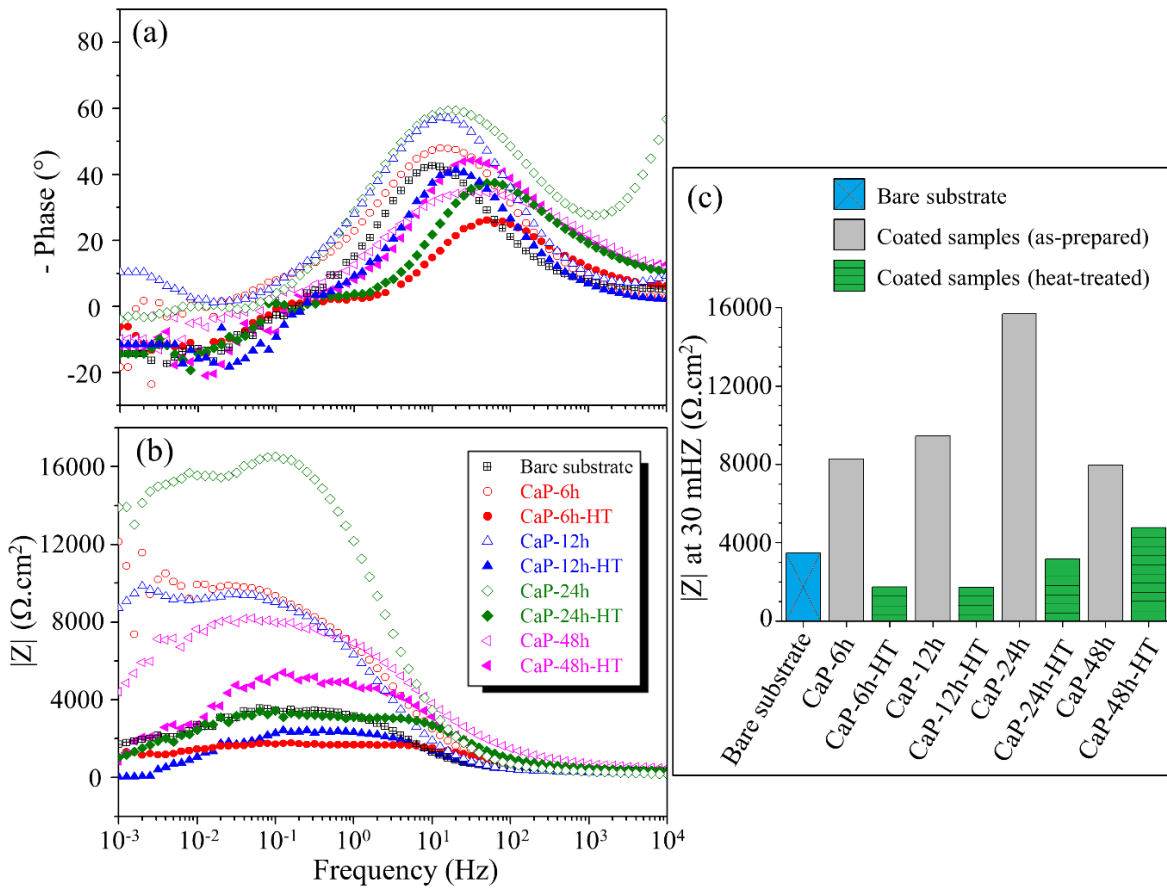 (a)
80
60
40
20
0
-20
- Phase (°)
(b)
16000
12000
8000
4000
0
|Z| (Ω.cm²)
Bare substrate
CaP-6h
CaP-6h-HT
CaP-12h
CaP-12h-HT
CaP-24h
CaP-24h-HT
CaP-48h
CaP-48h-HT
10⁻³ 10⁻² 10⁻¹ 10⁰ 10¹ 10² 10³ 10⁴
Frequency (Hz)
(c)
Bare substrate
Coated samples (as-prepared)
Coated samples (heat-treated)
16000
12000
8000
4000
0
|Z| at 30 mHZ (Ω.cm²)
Bare substrate
CaP-6h
CaP-6h-HT
CaP-12h
CaP-12h-HT
CaP-24h
CaP-24h-HT
CaP-48h
CaP-48h-HT